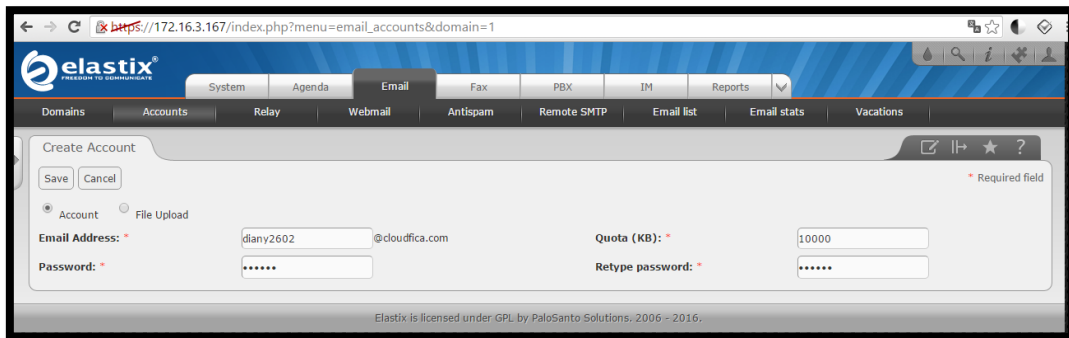 https://172.16.3.167/index.php?menu=email_accounts&domain=1
elastix®
FREEDOM TO COMMUNICATE
System Agenda Email Fax PBX IM Reports
Domains Accounts Relay Webmail Antispam Remote SMTP Email list Email stats Vacations
Create Account
Save Cancel * Required field
Account File Upload
Email Address: * diany2602 @cloudfica.com Quota (KB): * 10000
Password: * •••••• Retype password: * ••••••
Elastix is licensed under GPL by PaloSanto Solutions. 2006 - 2016.